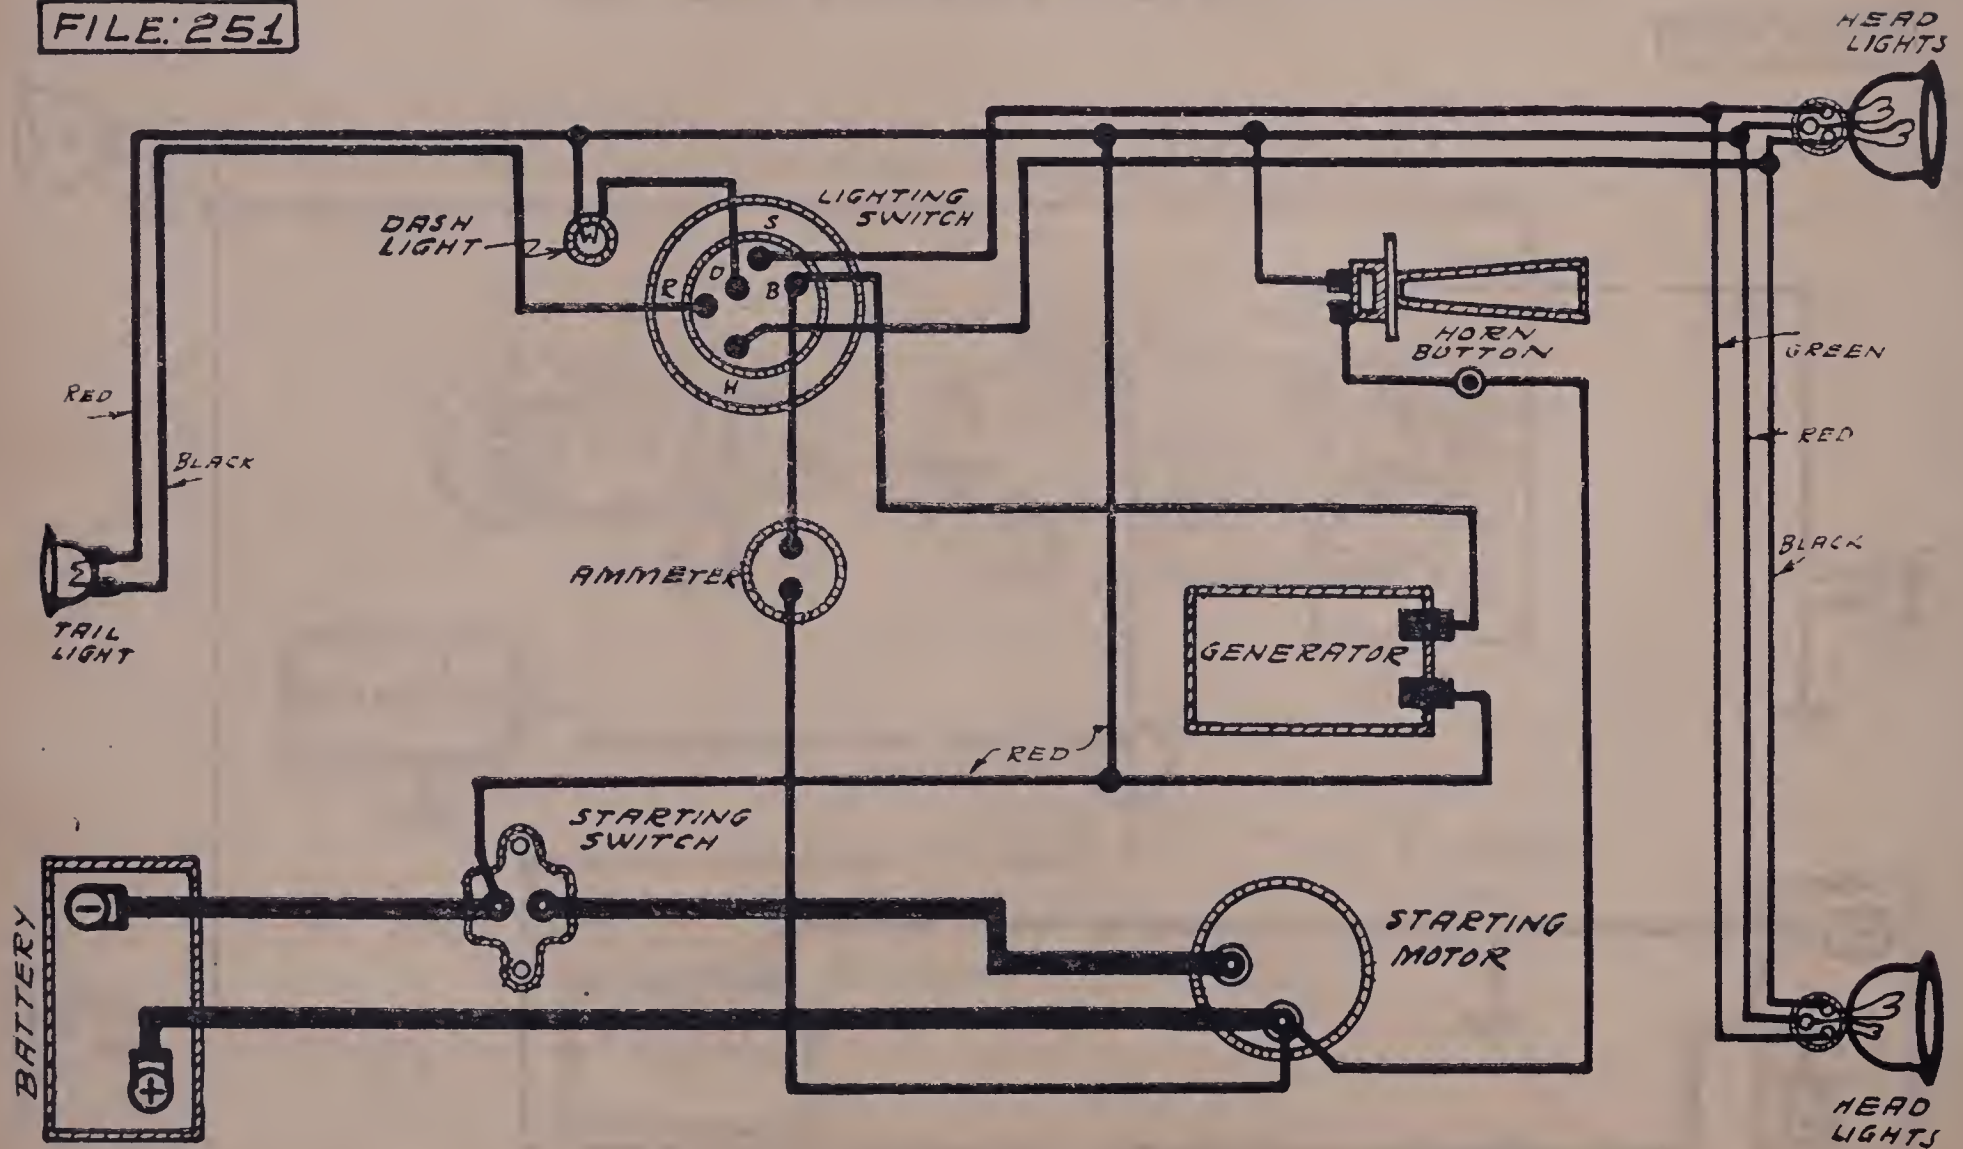 FILE: 251
HEAD
LIGHTS
LIGHTING
SWITCH
DASH
LIGHT
W
S
O
B
R
H
HORN
BUTTON
GREEN
RED
RED
BLACK
BLACK
AMMETER
TAIL
LIGHT
GENERATOR
RED
STARTING
SWITCH
BATTERY
-
+
STARTING
MOTOR
HEAD
LIGHTS